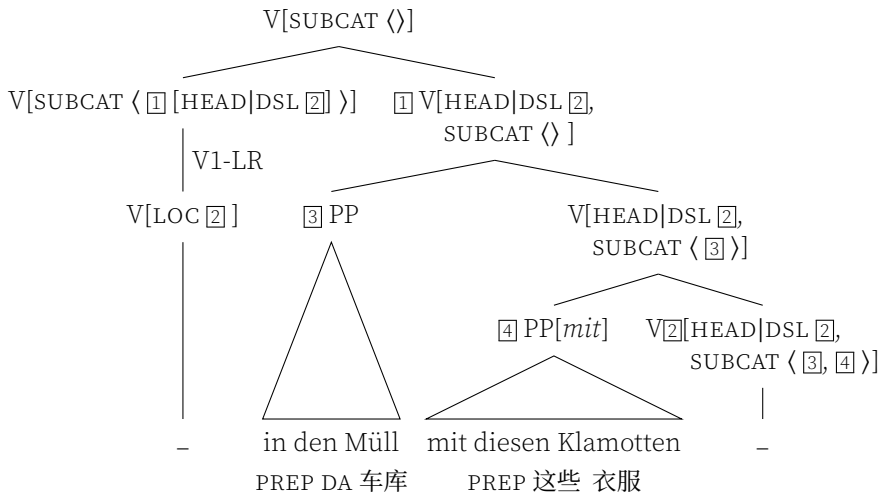 V[SUBCAT ⟨⟩]
V[SUBCAT ⟨ 1 [HEAD|DSL 2] ⟩] 1 V[HEAD|DSL 2,
SUBCAT ⟨⟩ ]
V1-LR
V[LOC 2 ] 3 PP V[HEAD|DSL 2,
SUBCAT ⟨ 3 ⟩]
4 PP[mit] V2[HEAD|DSL 2,
SUBCAT ⟨ 3, 4 ⟩]
– in den Müll mit diesen Klamotten –
PREP DA 车库 PREP 这些 衣服